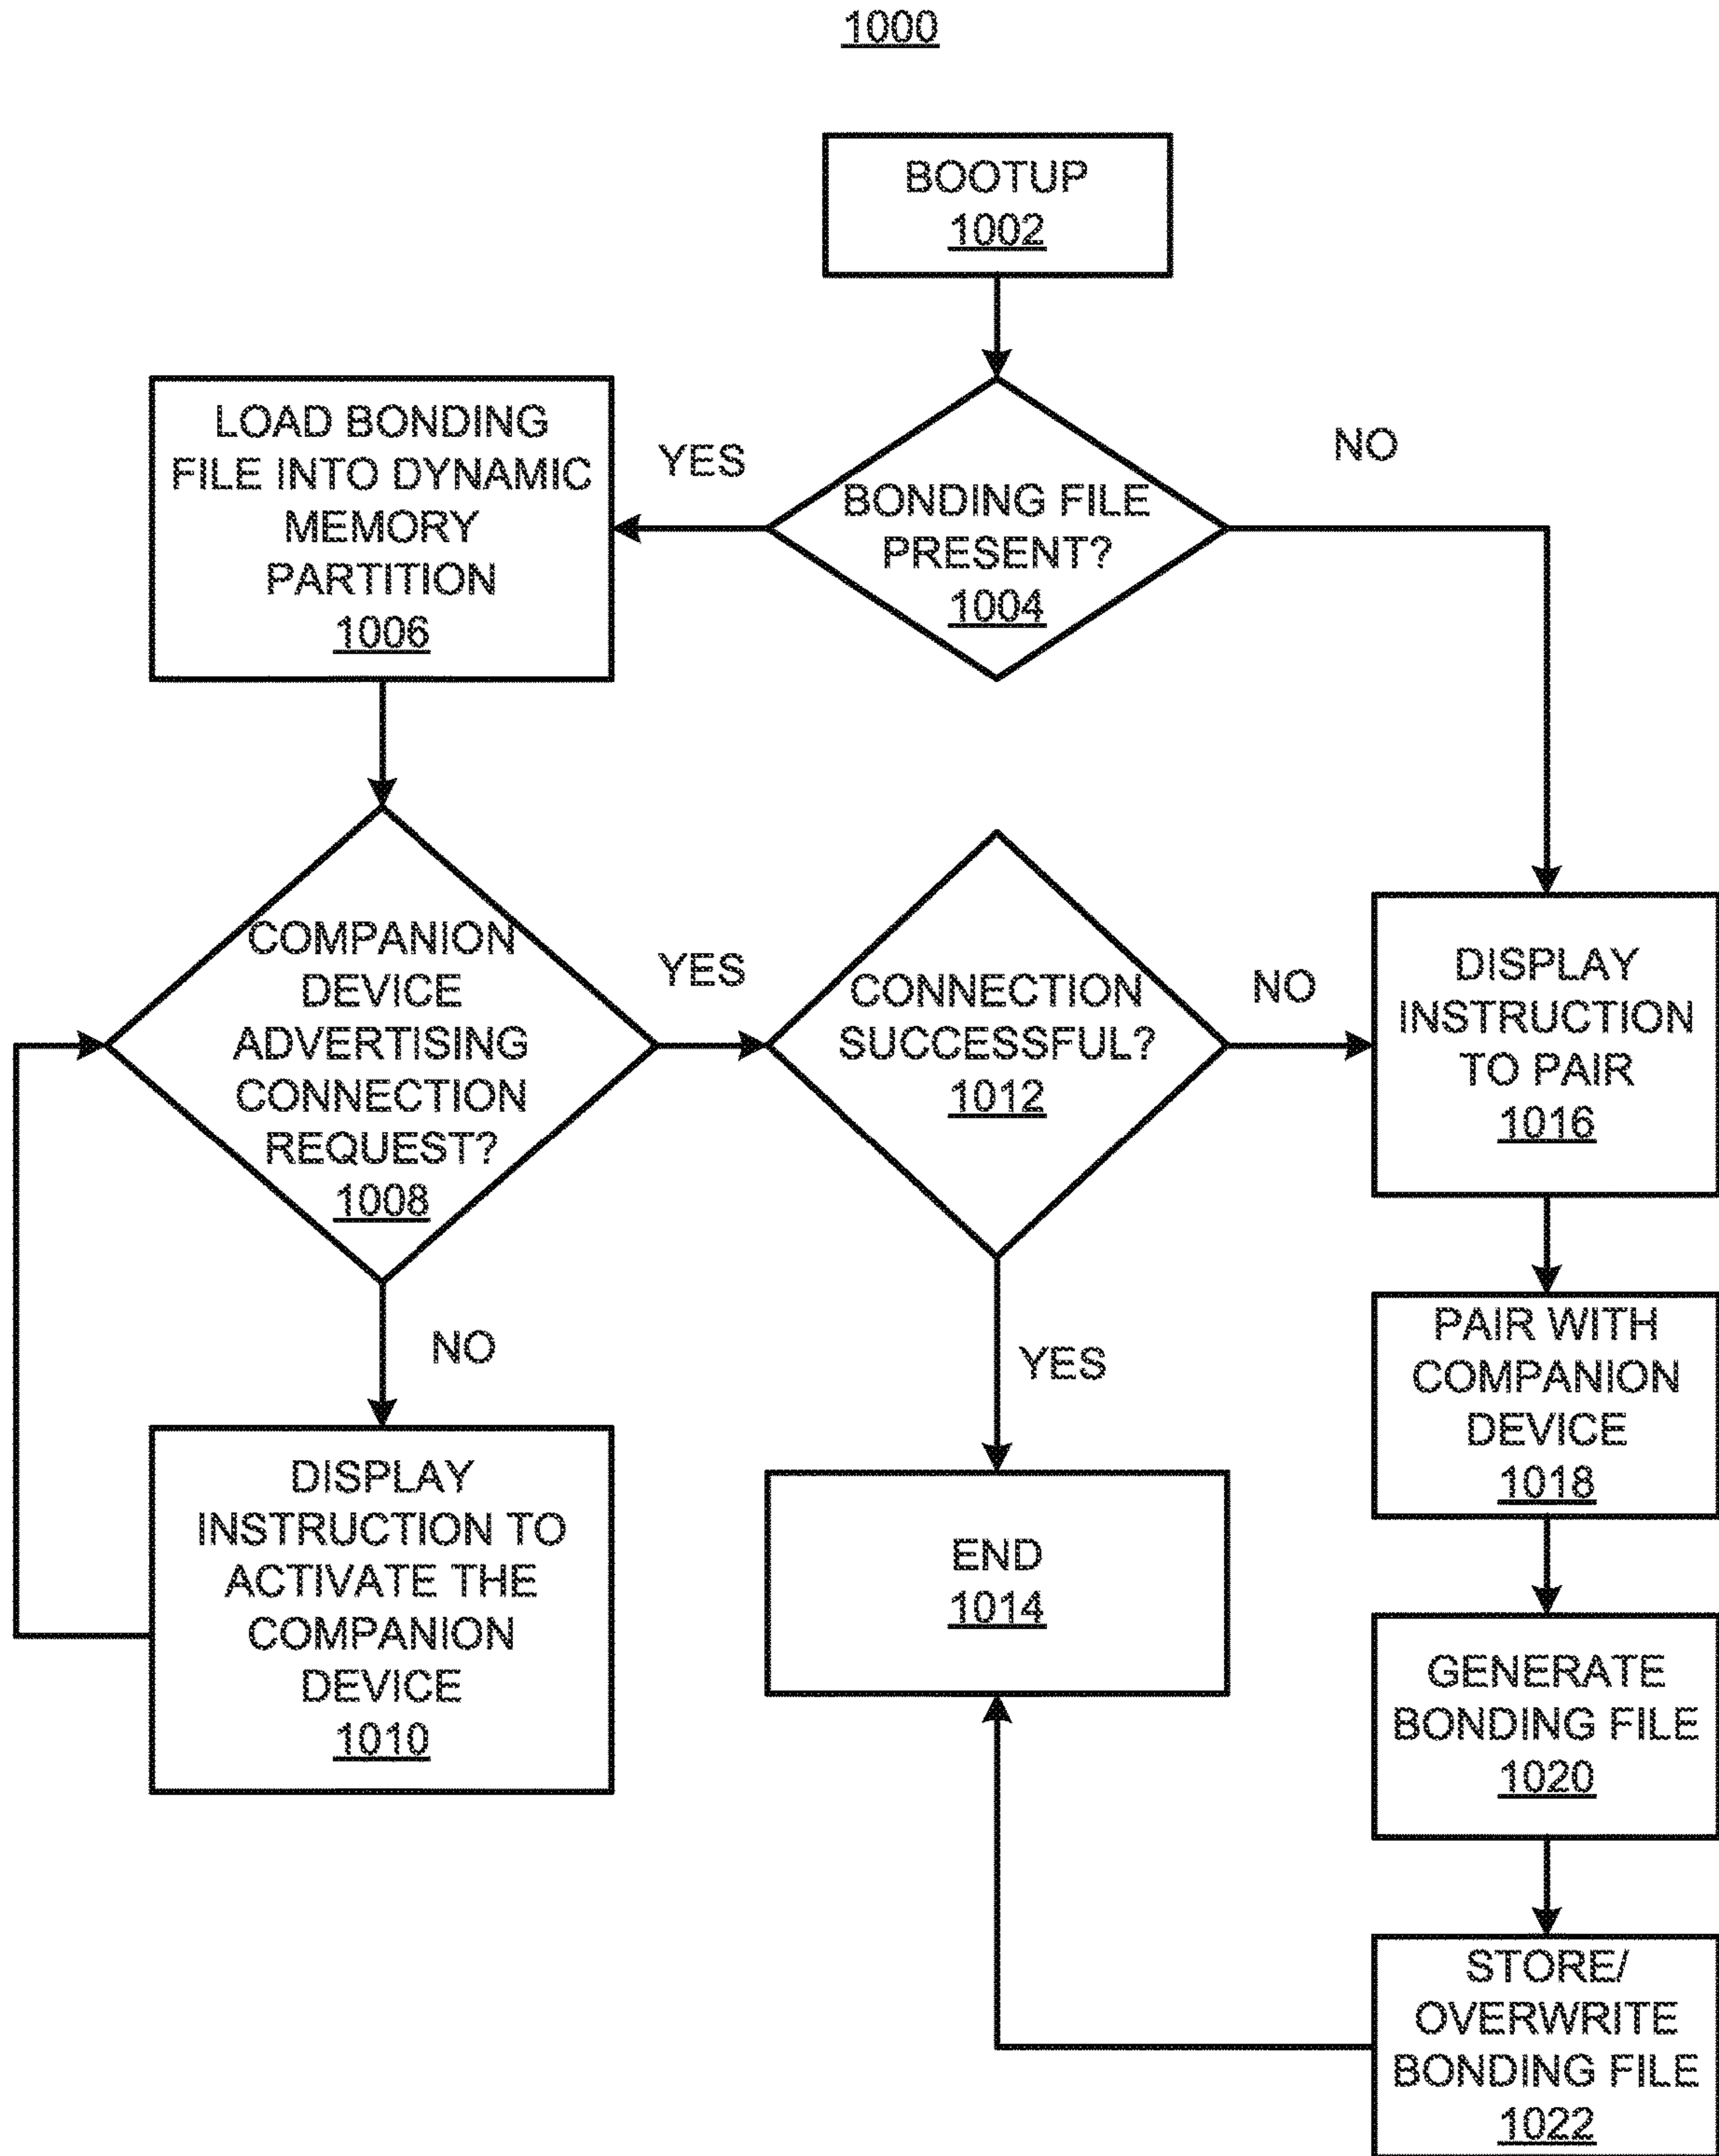 1000
BOOTUP
1002
LOAD BONDING
FILE INTO DYNAMIC
MEMORY
PARTITION
1006
YES
BONDING FILE
PRESENT?
1004
NO
COMPANION
DEVICE
ADVERTISING
CONNECTION
REQUEST?
1008
YES
CONNECTION
SUCCESSFUL?
1012
NO
DISPLAY
INSTRUCTION
TO PAIR
1016
NO
YES
PAIR WITH
COMPANION
DEVICE
1018
DISPLAY
INSTRUCTION TO
ACTIVATE THE
COMPANION
DEVICE
1010
END
1014
GENERATE
BONDING FILE
1020
STORE/
OVERWRITE
BONDING FILE
1022